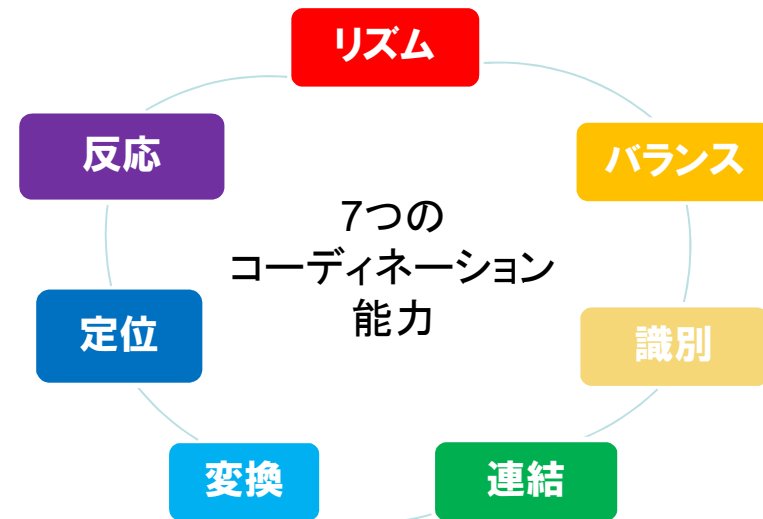 リズム
反応
バランス
7つの
コーディネーション
能力
定位
識別
変換
連結